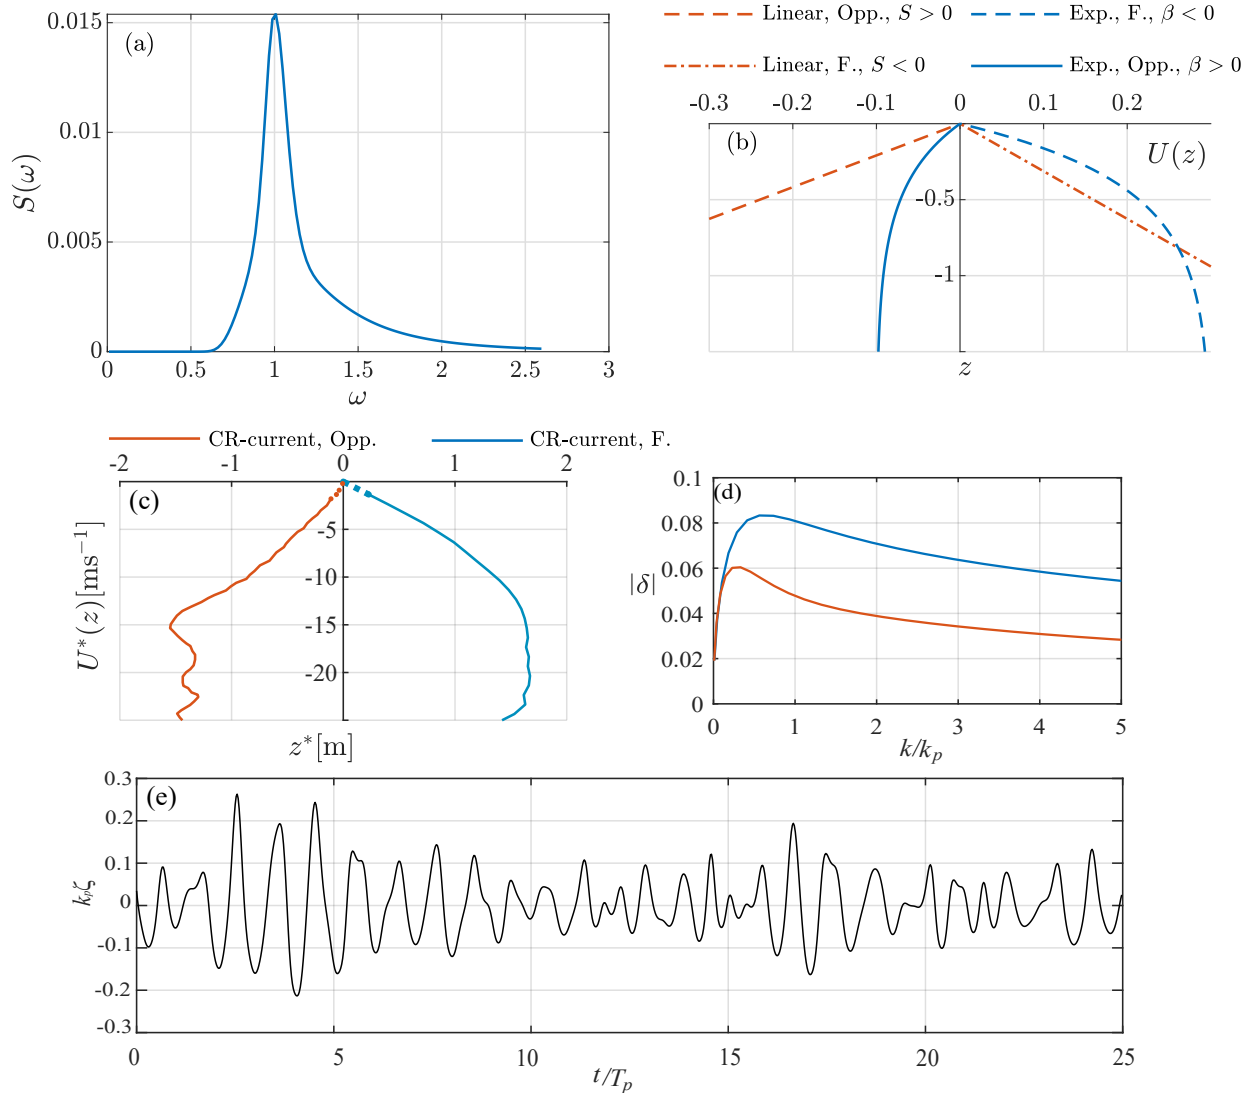 (a)
0.015
0.01
0.005
0
S(ω)
0 0.5 1 1.5 2 2.5 3
ω
Linear, Opp., S > 0
Exp., F., β < 0
Linear, F., S < 0
Exp., Opp., β > 0
-0.3 -0.2 -0.1 0 0.1 0.2
(b)
U(z)
-0.5
-1
z
CR-current, Opp.
CR-current, F.
-2 -1 0 1 2
(c)
-5
-10
-15
-20
U*(z)[ms⁻¹]
z*[m]
(d)
0.1
0.08
0.06
0.04
0.02
0
|δ|
0 1 2 3 4 5
k/kₚ
(e)
0.3
0.2
0.1
0
-0.1
-0.2
-0.3
kₚζ
0 5 10 15 20 25
t/Tₚ